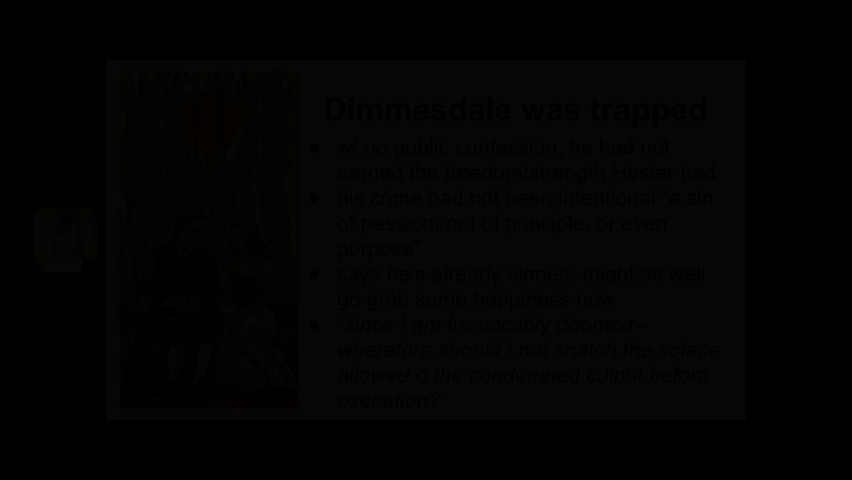 Dimmesdale was trapped
● w/ no public confession, he had not
earned the freedom/strength Hester had
● his crime had not been intentional "a sin
of passion, not of principle, or even
purpose"
● says he's already sinned, might as well
go grab some happiness now
● "since I am irrevocably doomed—
wherefore should I not snatch the solace
allowed o the condemned culprit before
execution?"